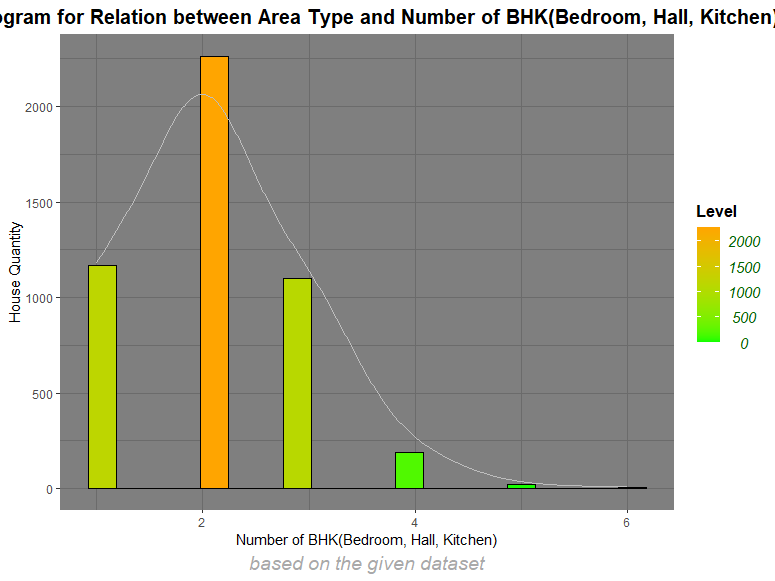 ogram for Relation between Area Type and Number of BHK(Bedroom, Hall, Kitchen)
House Quantity
2000
1500
1000
500
0
2
4
6
Number of BHK(Bedroom, Hall, Kitchen)
based on the given dataset
Level
2000
1500
1000
500
0